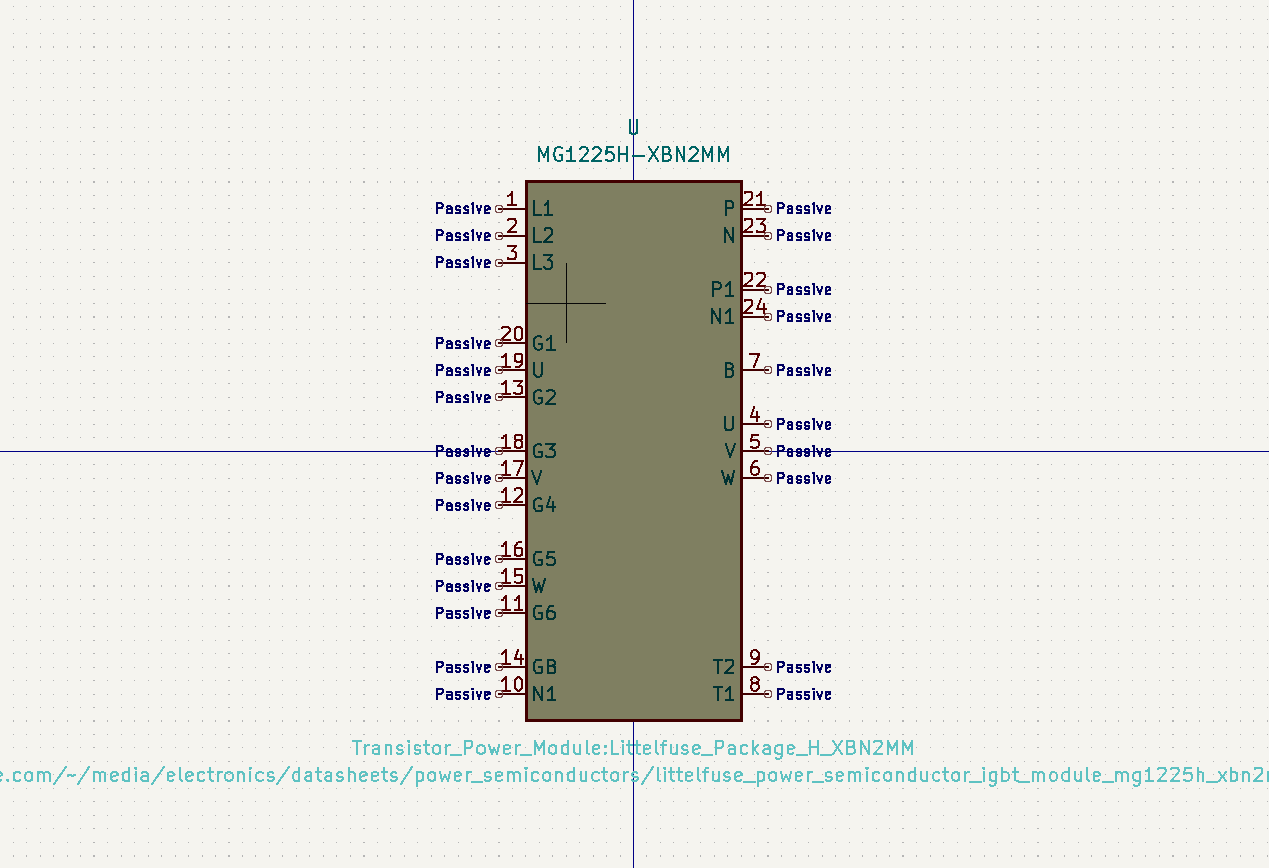 U
MG1225H-XBN2MM
Passive 1 L1 P 21 Passive
Passive 2 L2 N 23 Passive
Passive 3 L3
P1 22 Passive
N1 24 Passive
Passive 20 G1
Passive 19 U B 7 Passive
Passive 13 G2
U 4 Passive
Passive 18 G3 V 5 Passive
Passive 17 V W 6 Passive
Passive 12 G4
Passive 16 G5
Passive 15 W
Passive 11 G6
Passive 14 GB T2 9 Passive
Passive 10 N1 T1 8 Passive
Transistor_Power_Module:Littelfuse_Package_H_XBN2MM
e.com/~/media/electronics/datasheets/power_semiconductors/littelfuse_power_semiconductor_igbt_module_mg1225h_xbn2